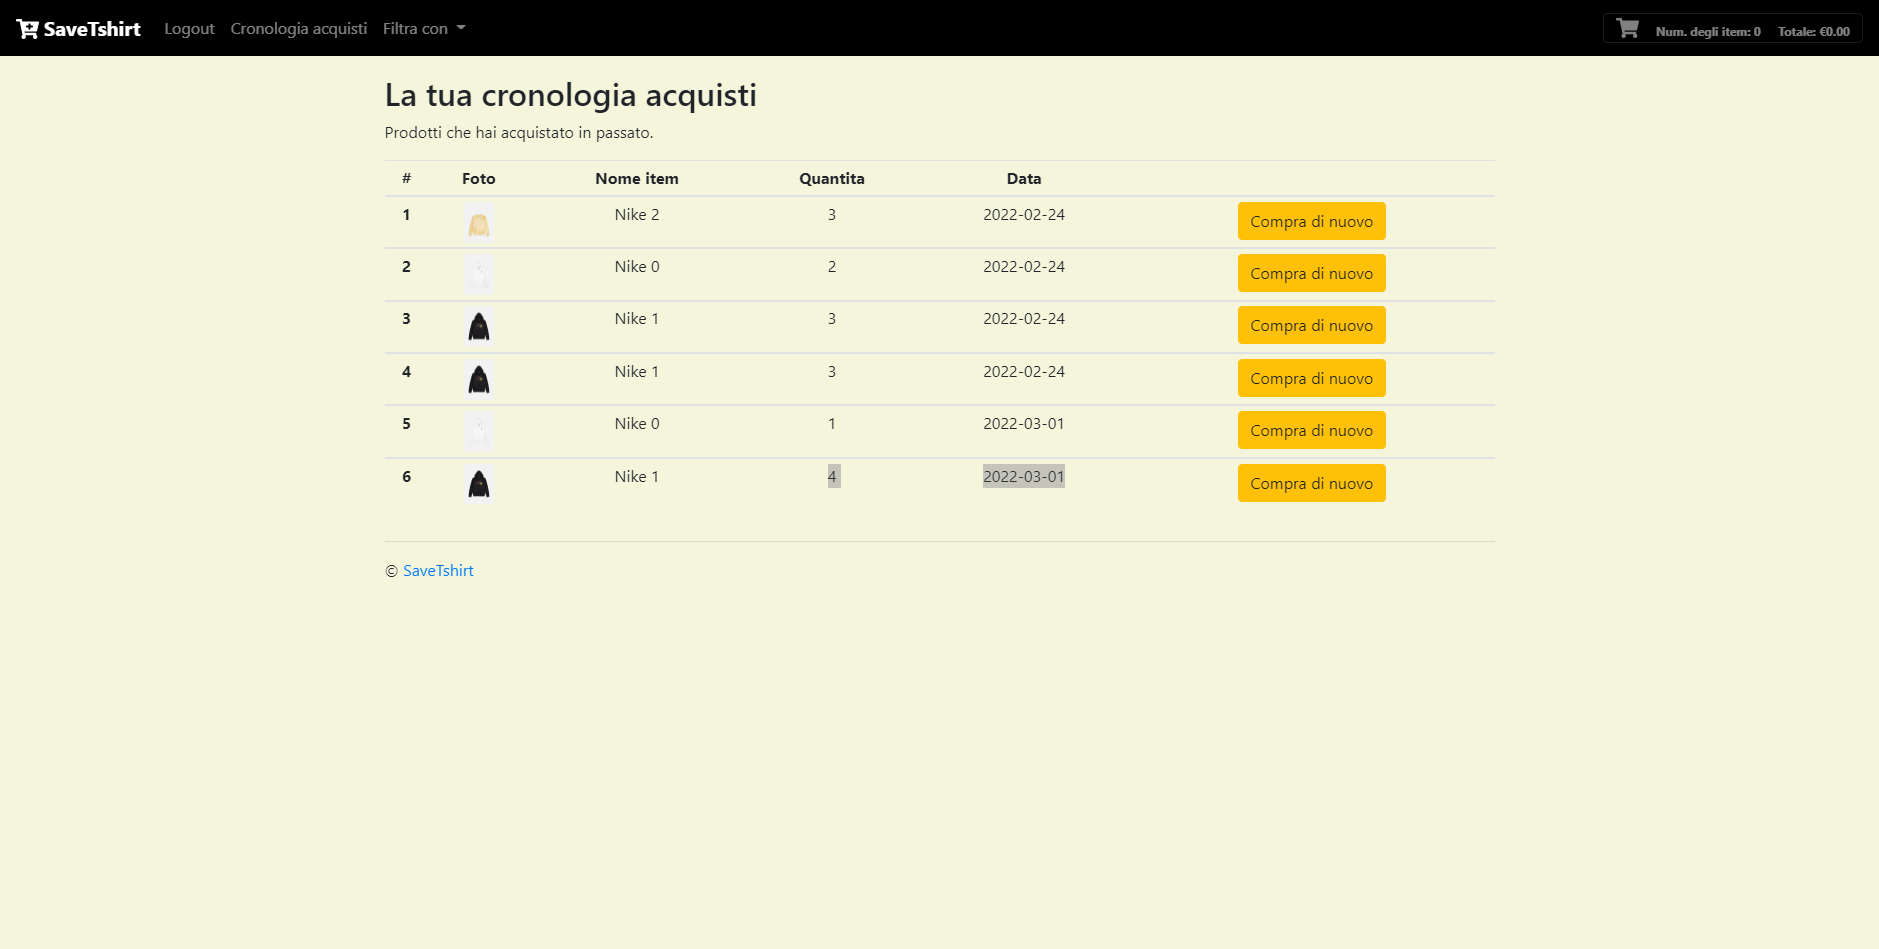 SaveTshirt Logout Cronologia acquisti Filtra con Num. degli item: 0 Totale: €0.00
La tua cronologia acquisti
Prodotti che hai acquistato in passato.
# Foto Nome item Quantita Data
1 Nike 2 3 2022-02-24 Compra di nuovo
2 Nike 0 2 2022-02-24 Compra di nuovo
3 Nike 1 3 2022-02-24 Compra di nuovo
4 Nike 1 3 2022-02-24 Compra di nuovo
5 Nike 0 1 2022-03-01 Compra di nuovo
6 Nike 1 4 2022-03-01 Compra di nuovo
© SaveTshirt